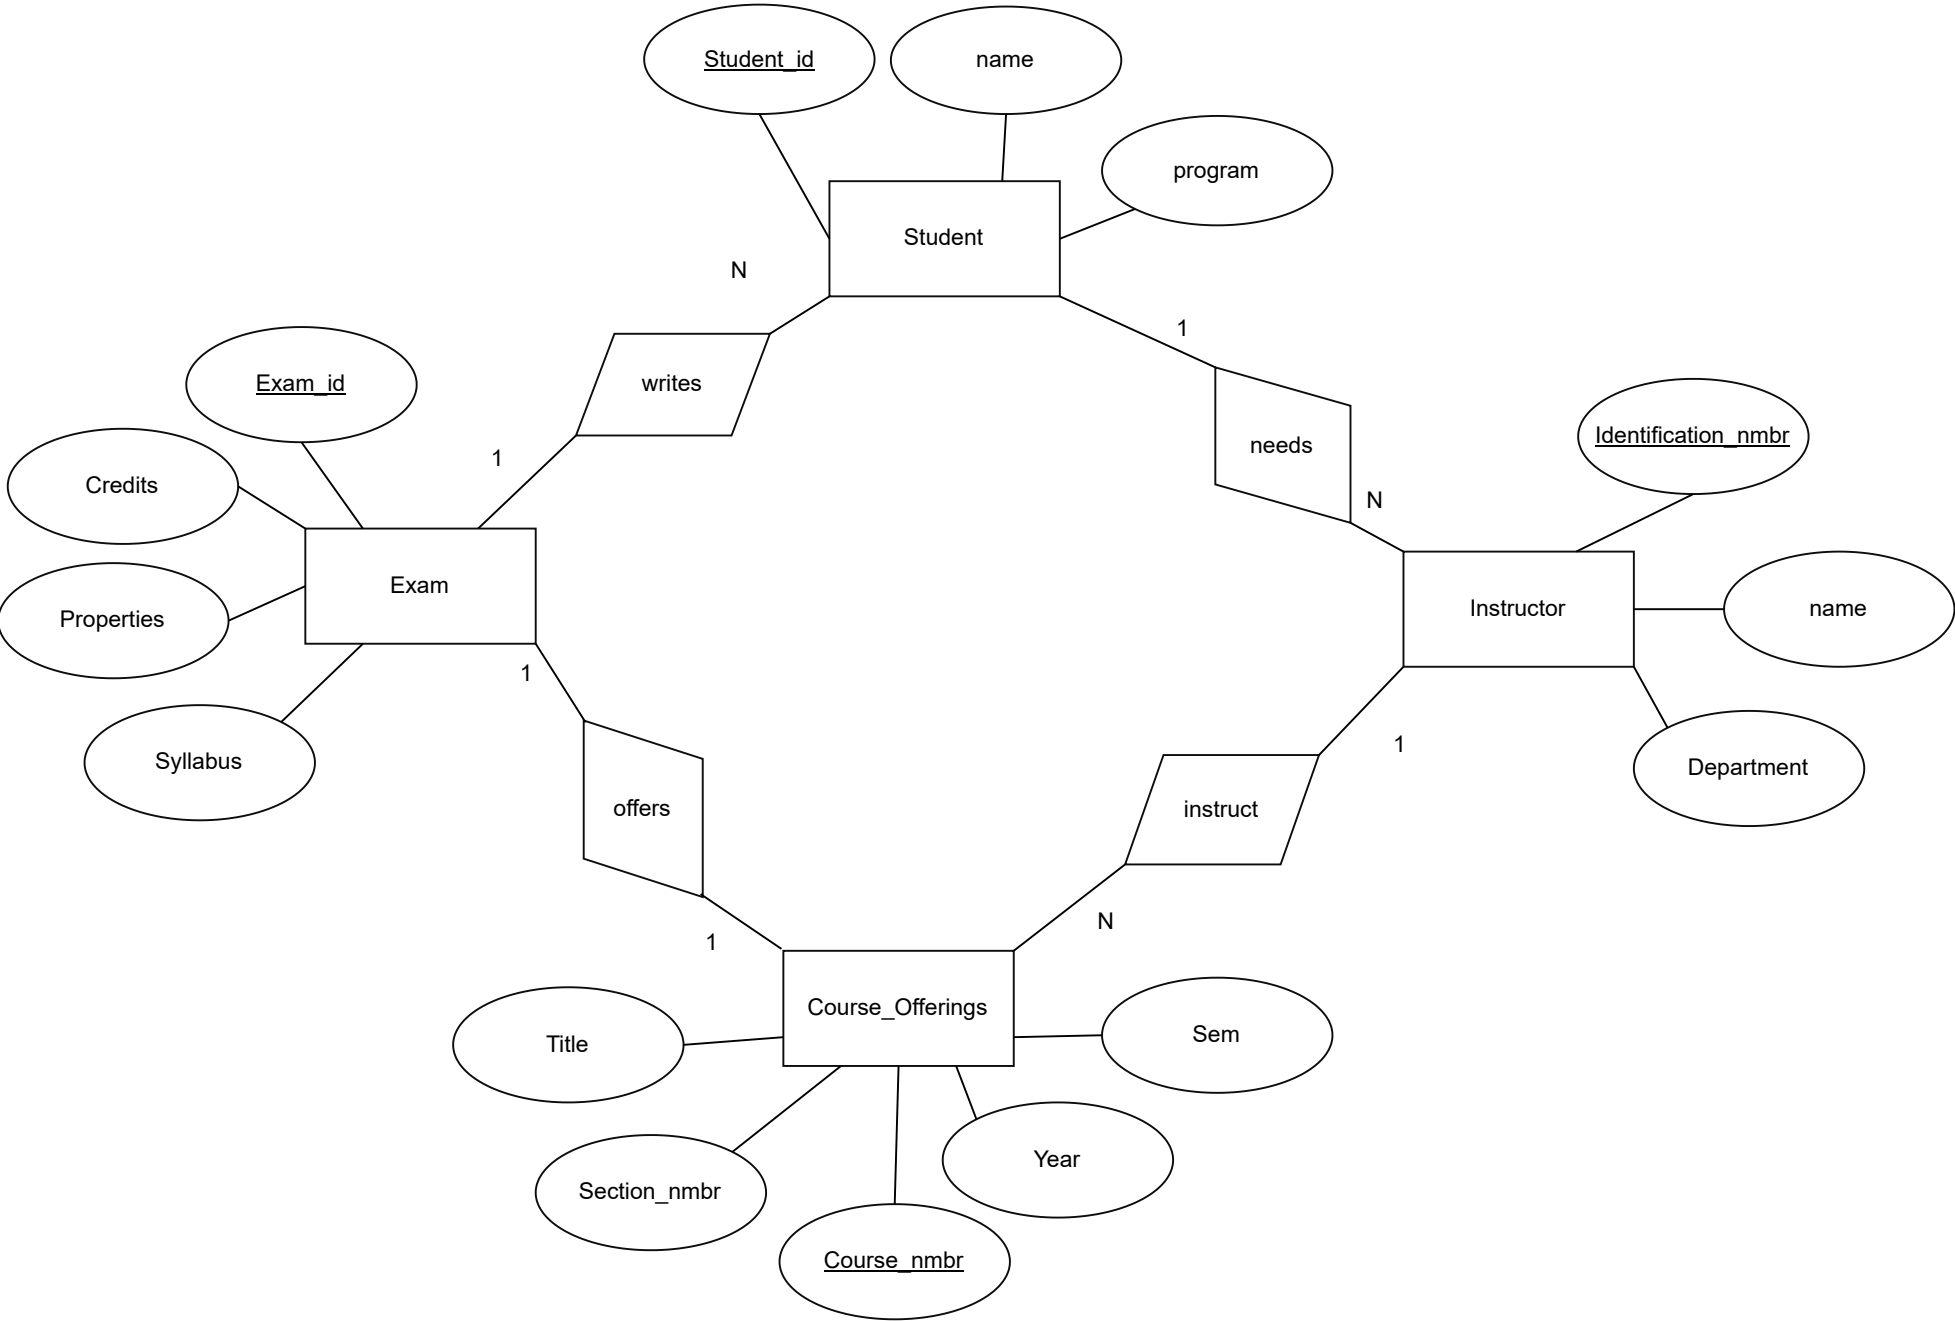 Student_id
name
program
Student
N
1
writes
Exam_id
needs
Identification_nmbr
1
N
Credits
Exam
Instructor
name
Properties
1
1
Department
Syllabus
offers
instruct
N
1
Course_Offerings
Sem
Title
Year
Section_nmbr
Course_nmbr